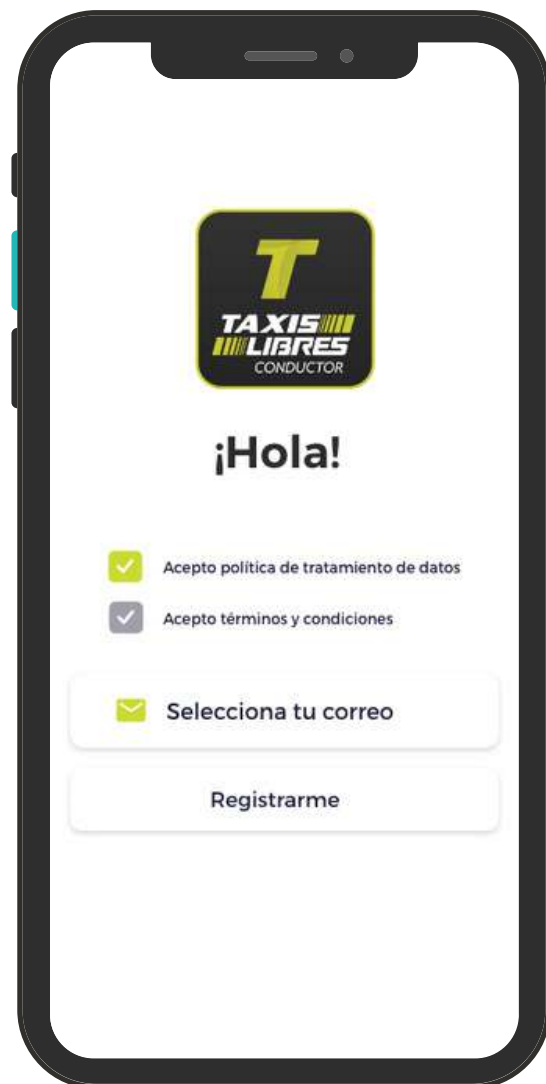 T
TAXIS
LIBRES
CONDUCTOR
¡Hola!
Acepto política de tratamiento de datos
Acepto términos y condiciones
Selecciona tu correo
Registrarme